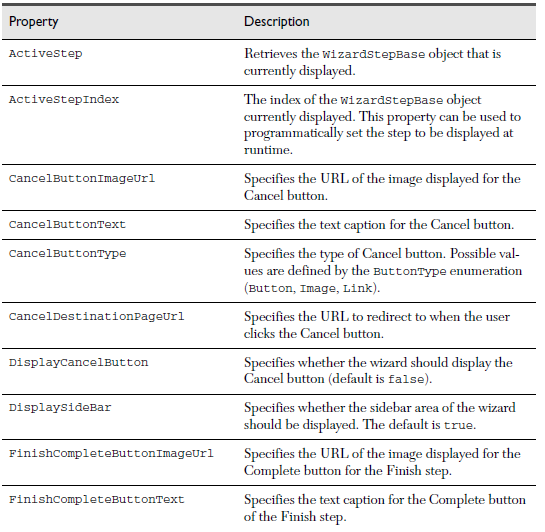 Property Description
ActiveStep Retrieves the WizardStepBase object that is
currently displayed.
ActiveStepIndex The index of the WizardStepBase object
currently displayed. This property can be used to
programmatically set the step to be displayed at
runtime.
CancelButtonImageUrl Specifies the URL of the image displayed for the
Cancel button.
CancelButtonText Specifies the text caption for the Cancel button.
CancelButtonType Specifies the type of Cancel button. Possible val-
ues are defined by the ButtonType enumeration
(Button, Image, Link).
CancelDestinationPageUrl Specifies the URL to redirect to when the user
clicks the Cancel button.
DisplayCancelButton Specifies whether the wizard should display the
Cancel button (default is false).
DisplaySideBar Specifies whether the sidebar area of the wizard
should be displayed. The default is true.
FinishCompleteButtonImageUrl Specifies the URL of the image displayed for the
Complete button for the Finish step.
FinishCompleteButtonText Specifies the text caption for the Complete button
of the Finish step.